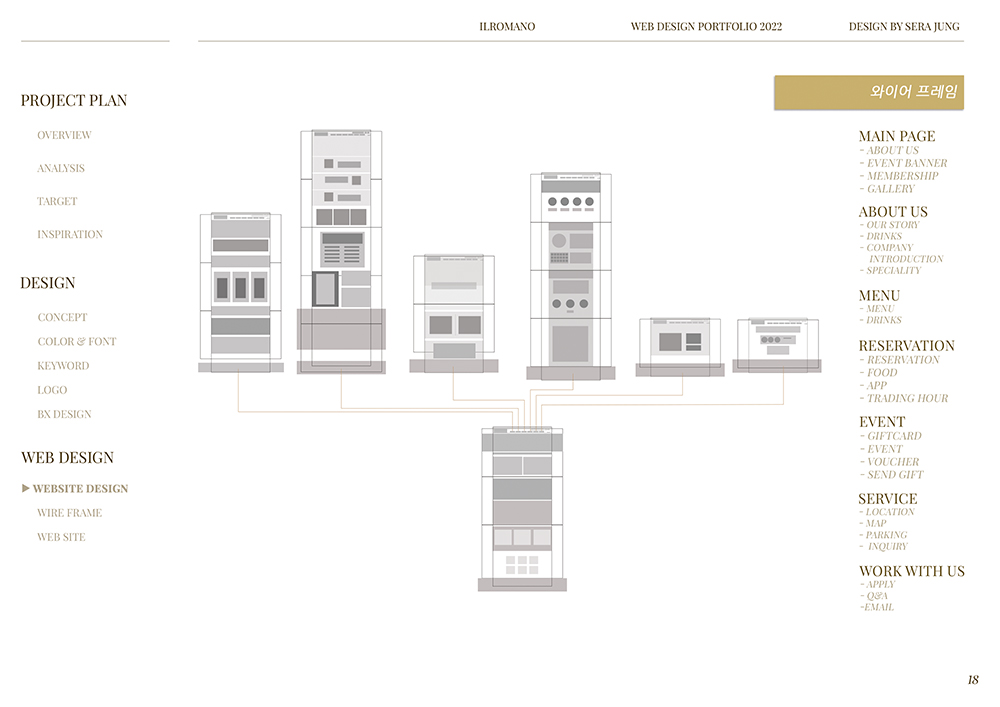 ILROMANO
WEB DESIGN PORTFOLIO 2022
DESIGN BY SERA JUNG
PROJECT PLAN
OVERVIEW
ANALYSIS
TARGET
INSPIRATION
DESIGN
CONCEPT
COLOR & FONT
KEYWORD
LOGO
BX DESIGN
WEB DESIGN
▶ WEBSITE DESIGN
WIRE FRAME
WEB SITE
와이어 프레임
MAIN PAGE
- ABOUT US
- EVENT BANNER
- MEMBERSHIP
- GALLERY
ABOUT US
- OUR STORY
- DRINKS
- COMPANY
INTRODUCTION
- SPECIALITY
MENU
- MENU
- DRINKS
RESERVATION
- RESERVATION
- FOOD
- APP
- TRADING HOUR
EVENT
- GIFTCARD
- EVENT
- VOUCHER
- SEND GIFT
SERVICE
- LOCATION
- MAP
- PARKING
- INQUIRY
WORK WITH US
- APPLY
- Q&A
-EMAIL
18